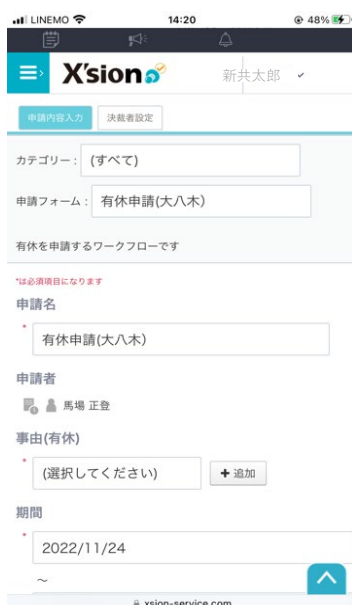 LINEMO 14:20 48%
X'sion 新共太郎
申請内容入力 決裁者設定
カテゴリー: (すべて)
申請フォーム: 有休申請(大八木)
有休を申請するワークフローです
*は必須項目になります
申請名
* 有休申請(大八木)
申請者
馬場 正登
事由(有休)
* (選択してください) + 追加
期間
* 2022/11/24
～
xsion-service.com